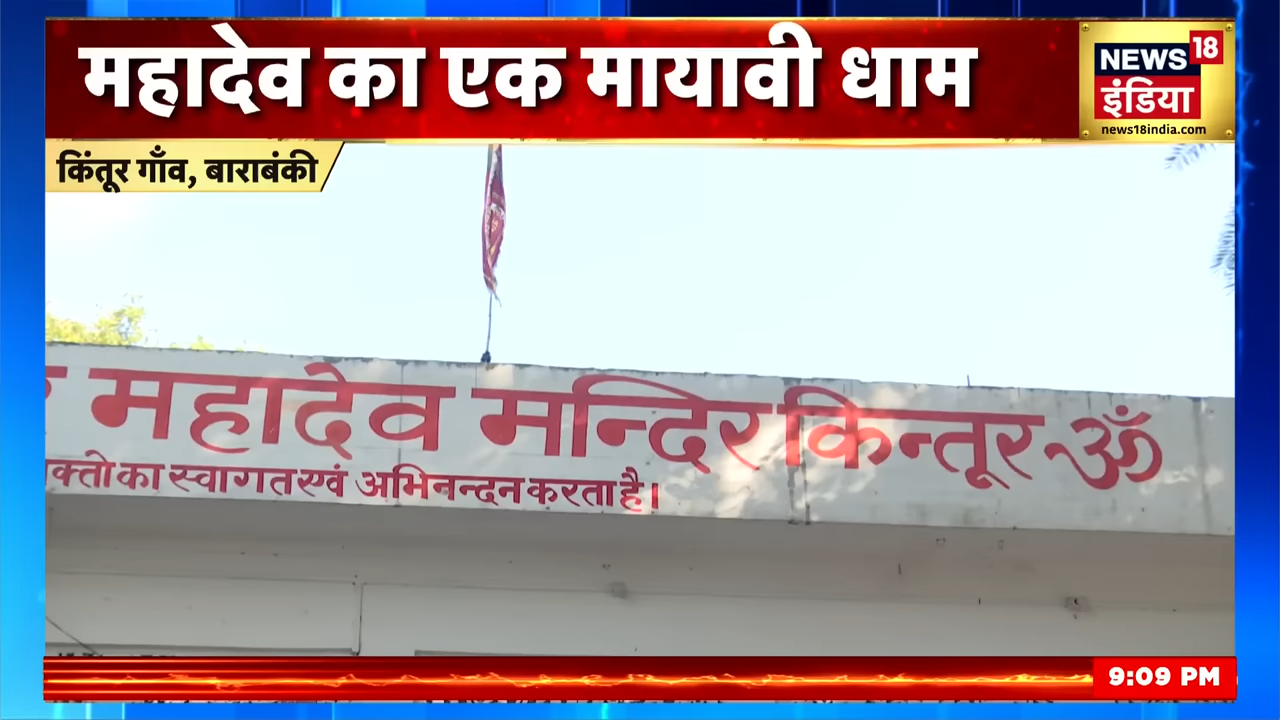 महादेव का एक मायावी धाम
NEWS 18
इंडिया
news18india.com
किंतूर गाँव, बाराबंकी
महादेव मन्दिर किन्तूर ॐ
का स्वागत एवं अभिनन्दन करता है।
9:09 PM